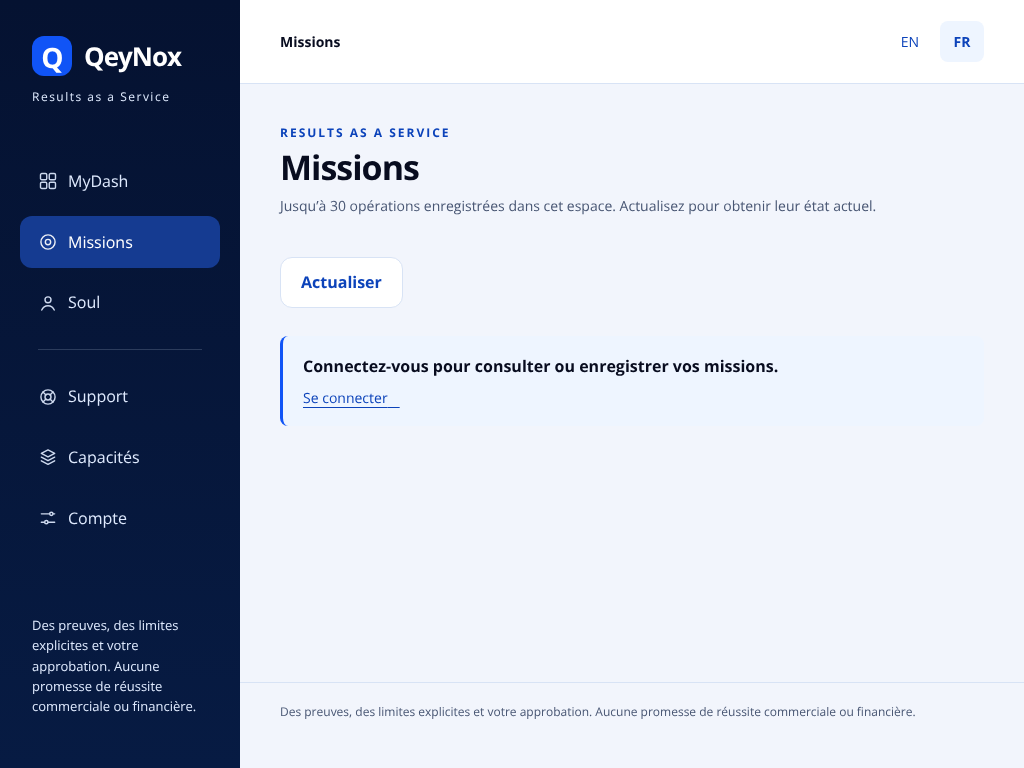 Q QeyNox
Results as a Service
MyDash
Missions
Soul
Support
Capacités
Compte
Des preuves, des limites
explicites et votre
approbation. Aucune
promesse de réussite
commerciale ou financière.
Missions
EN
FR
RESULTS AS A SERVICE
Missions
Jusqu’à 30 opérations enregistrées dans cet espace. Actualisez pour obtenir leur état actuel.
Actualiser
Connectez-vous pour consulter ou enregistrer vos missions.
Se connecter
Des preuves, des limites explicites et votre approbation. Aucune promesse de réussite commerciale ou financière.